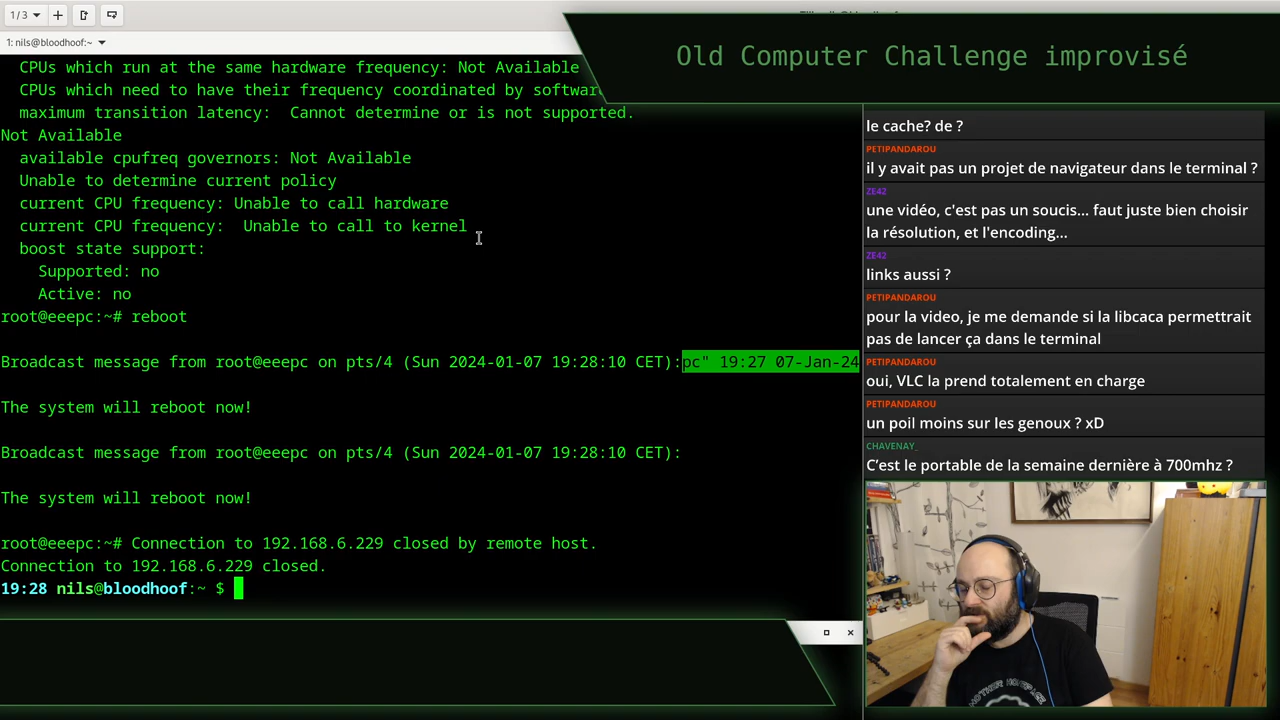 1/3
1: nils@bloodhoof:~
Old Computer Challenge improvisé
CPUs which run at the same hardware frequency: Not Available
CPUs which need to have their frequency coordinated by softwar
maximum transition latency:  Cannot determine or is not supported.
Not Available
available cpufreq governors: Not Available
Unable to determine current policy
current CPU frequency: Unable to call hardware
current CPU frequency:  Unable to call to kernel
boost state support:
Supported: no
Active: no
root@eeepc:~# reboot
Broadcast message from root@eeepc on pts/4 (Sun 2024-01-07 19:28:10 CET):pc" 19:27 07-Jan-24
The system will reboot now!
Broadcast message from root@eeepc on pts/4 (Sun 2024-01-07 19:28:10 CET):
The system will reboot now!
root@eeepc:~# Connection to 192.168.6.229 closed by remote host.
Connection to 192.168.6.229 closed.
19:28 nils@bloodhoof:~ $
le cache? de ?
PETIPANDAROU
il y avait pas un projet de navigateur dans le terminal ?
ZE42
une vidéo, c'est pas un soucis... faut juste bien choisir
la résolution, et l'encoding...
ZE42
links aussi ?
PETIPANDAROU
pour la video, je me demande si la libcaca permettrait
pas de lancer ça dans le terminal
PETIPANDAROU
oui, VLC la prend totalement en charge
PETIPANDAROU
un poil moins sur les genoux ? xD
CHAVENAY_
C'est le portable de la semaine dernière à 700mhz ?